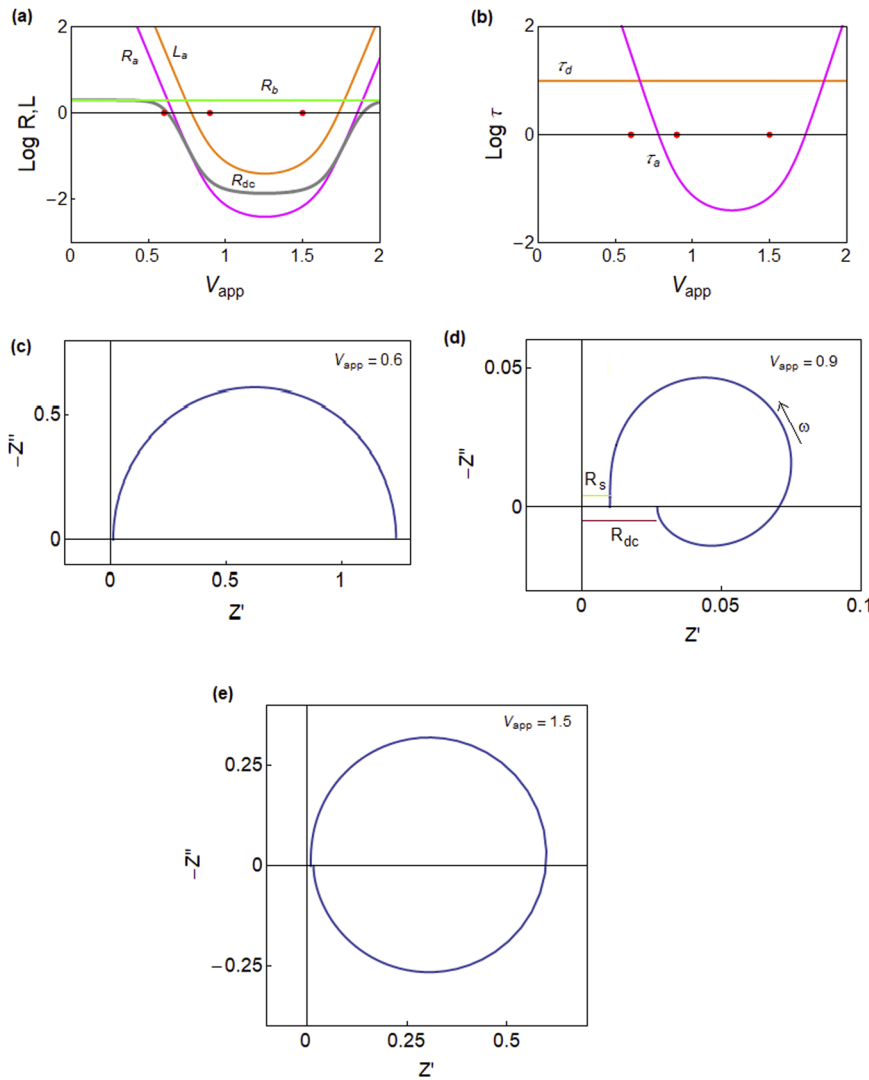 (a)
2
0
−2
Log R,L
R_a
L_a
R_b
R_dc
0
0.5
1
1.5
2
V_app
(b)
2
0
−2
Log τ
τ_d
τ_a
0
0.5
1
1.5
2
V_app
(c)
V_app = 0.6
0.5
0
−Z''
0
0.5
1
Z'
(d)
V_app = 0.9
0.05
0
−Z''
ω
R_s
R_dc
0
0.05
0.1
Z'
(e)
V_app = 1.5
0.25
0
−0.25
−Z''
0
0.25
0.5
Z'